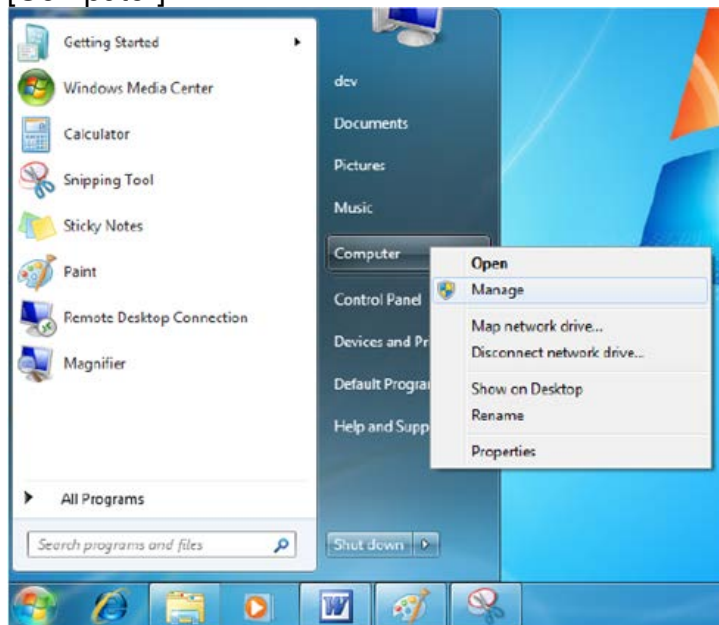 [Computer]
Getting Started
Windows Media Center
Calculator
Snipping Tool
Sticky Notes
Paint
Remote Desktop Connection
Magnifier
All Programs
Search programs and files
dev
Documents
Pictures
Music
Computer
Control Panel
Devices and Pr
Default Progra
Help and Supp
Shut down
Open
Manage
Map network drive...
Disconnect network drive...
Show on Desktop
Rename
Properties